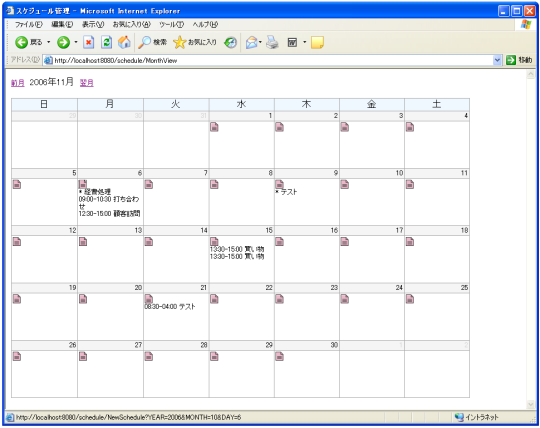 スケジュール管理 - Microsoft Internet Explorer
ファイル(F) 編集(E) 表示(V) お気に入り(A) ツール(T) ヘルプ(H)
戻る 検索 お気に入り
アドレス(D) http://localhost:8080/schedule/MonthView 移動
前月 2006年11月 翌月
日 月 火 水 木 金 土
29 30 31 1 2 3 4
5 6 7 8 9 10 11
* 経費処理
09:00-10:30 打ち合わ
せ
12:30-15:00 顧客訪問
* テスト
12 13 14 15 16 17 18
13:30-15:00 買い物
13:30-15:00 買い物
19 20 21 22 23 24 25
08:30-04:00 テスト
26 27 28 29 30 1 2
http://localhost:8080/schedule/NewSchedule?YEAR=2006&MONTH=10&DAY=5 イントラネット